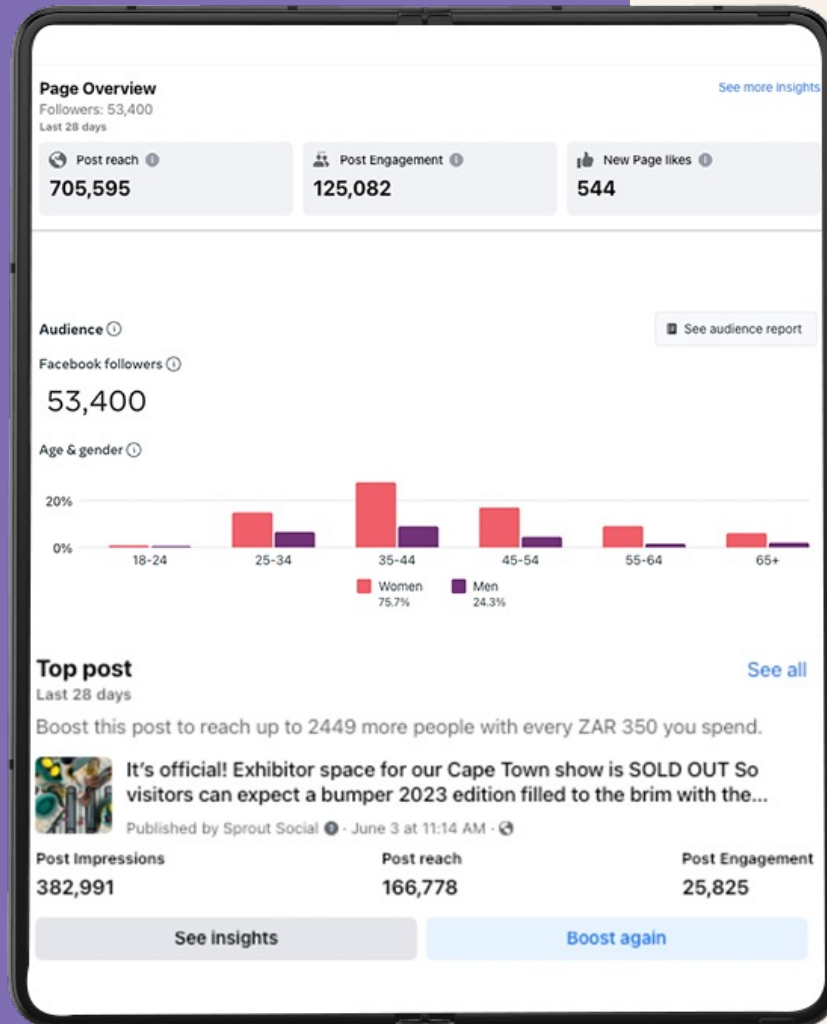 Page Overview
See more insights
Followers: 53,400
Last 28 days
Post reach
Post Engagement
New Page likes
705,595
125,082
544
Audience
See audience report
Facebook followers
53,400
Age & gender
20%
0%
18-24
25-34
35-44
45-54
55-64
65+
Women
Men
75.7%
24.3%
Top post
See all
Last 28 days
Boost this post to reach up to 2449 more people with every ZAR 350 you spend.
It's official! Exhibitor space for our Cape Town show is SOLD OUT So
visitors can expect a bumper 2023 edition filled to the brim with the...
Published by Sprout Social · June 3 at 11:14 AM ·
Post Impressions
Post reach
Post Engagement
382,991
166,778
25,825
See insights
Boost again